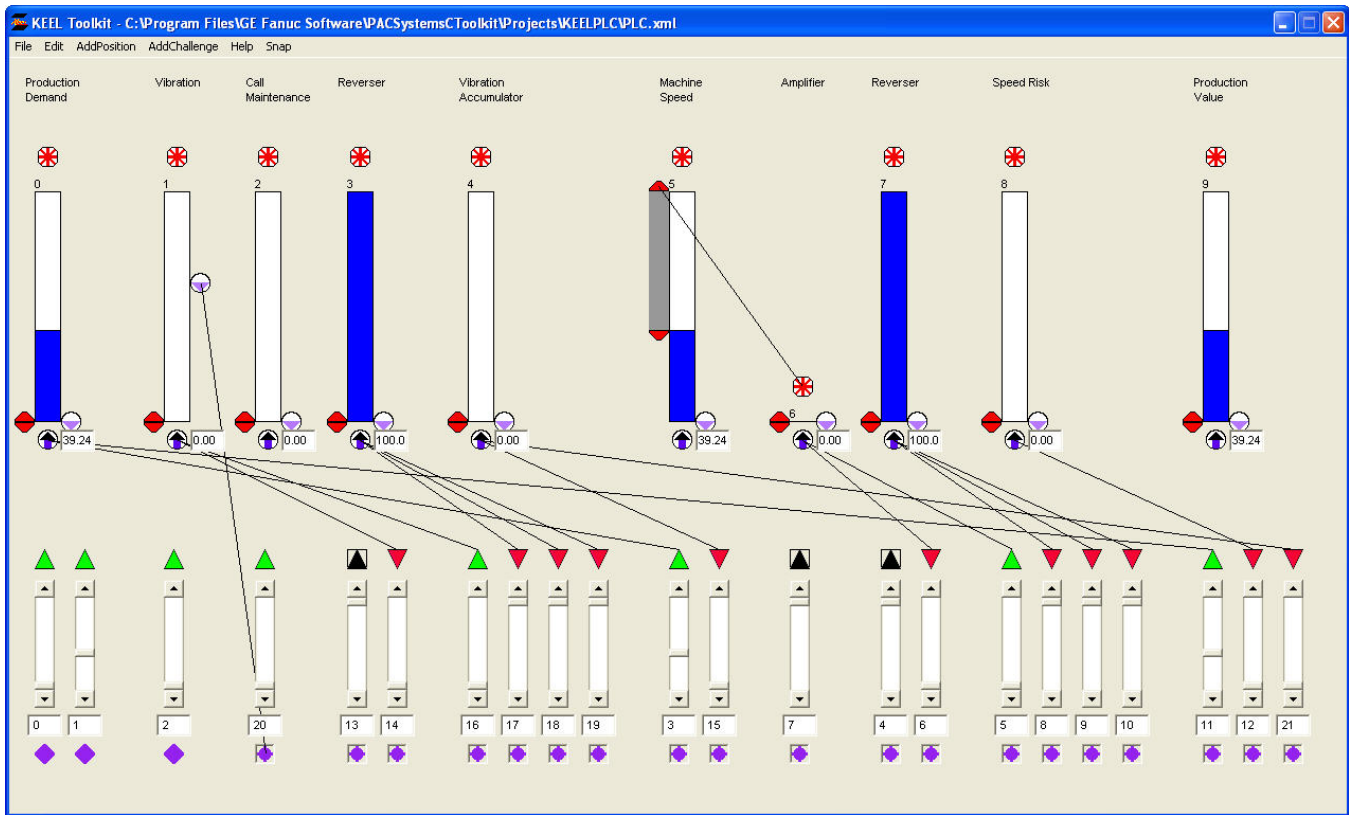 KEEL Toolkit - C:\Program Files\GE Fanuc Software\PACSystemsCToolkit\Projects\KEELPLC\PLC.xml
File Edit AddPosition AddChallenge Help Snap
Production Demand
Vibration
Call Maintenance
Reverser
Vibration Accumulator
Machine Speed
Amplifier
Reverser
Speed Risk
Production Value
0 1 2 3 4 5 7 8 9
6
39.24 0.00 0.00 100.0 0.00 39.24 0.00 100.0 0.00 39.24
0 1 2 20 13 14 16 17 18 19 3 15 7 4 6 5 8 9 10 11 12 21